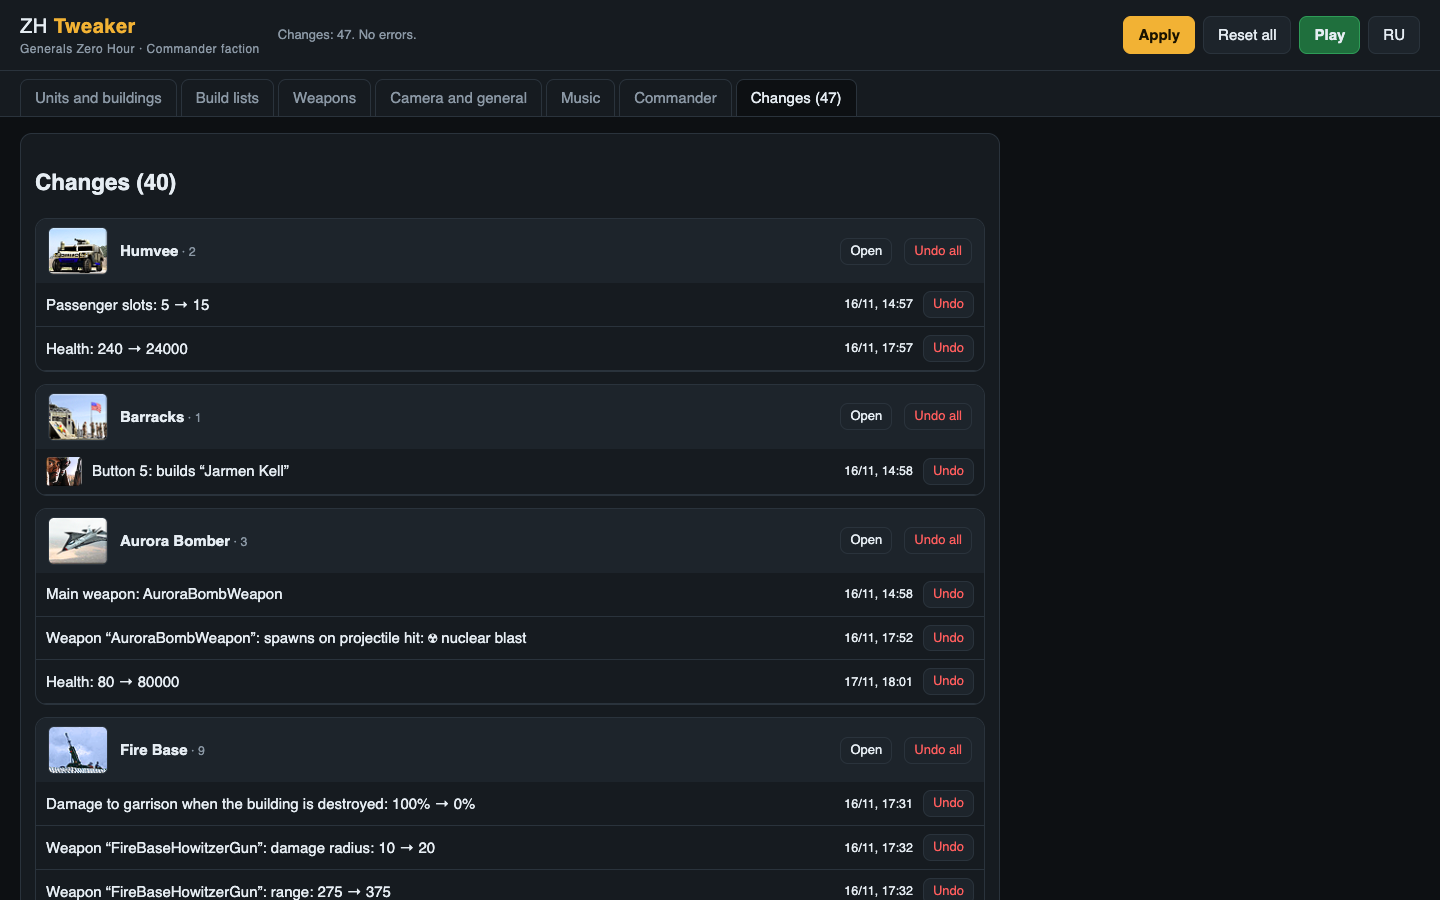 ZH Tweaker
Generals Zero Hour · Commander faction
Changes: 47. No errors.
Apply
Reset all
Play
RU
Units and buildings
Build lists
Weapons
Camera and general
Music
Commander
Changes (47)
Changes (40)
Humvee · 2
Open
Undo all
Passenger slots: 5 → 15
16/11, 14:57
Undo
Health: 240 → 24000
16/11, 17:57
Undo
Barracks · 1
Open
Undo all
Button 5: builds “Jarmen Kell”
16/11, 14:58
Undo
Aurora Bomber · 3
Open
Undo all
Main weapon: AuroraBombWeapon
16/11, 14:58
Undo
Weapon “AuroraBombWeapon”: spawns on projectile hit: ☢ nuclear blast
16/11, 17:52
Undo
Health: 80 → 80000
17/11, 18:01
Undo
Fire Base · 9
Open
Undo all
Damage to garrison when the building is destroyed: 100% → 0%
16/11, 17:31
Undo
Weapon “FireBaseHowitzerGun”: damage radius: 10 → 20
16/11, 17:32
Undo
Weapon “FireBaseHowitzerGun”: range: 275 → 375
16/11, 17:32
Undo